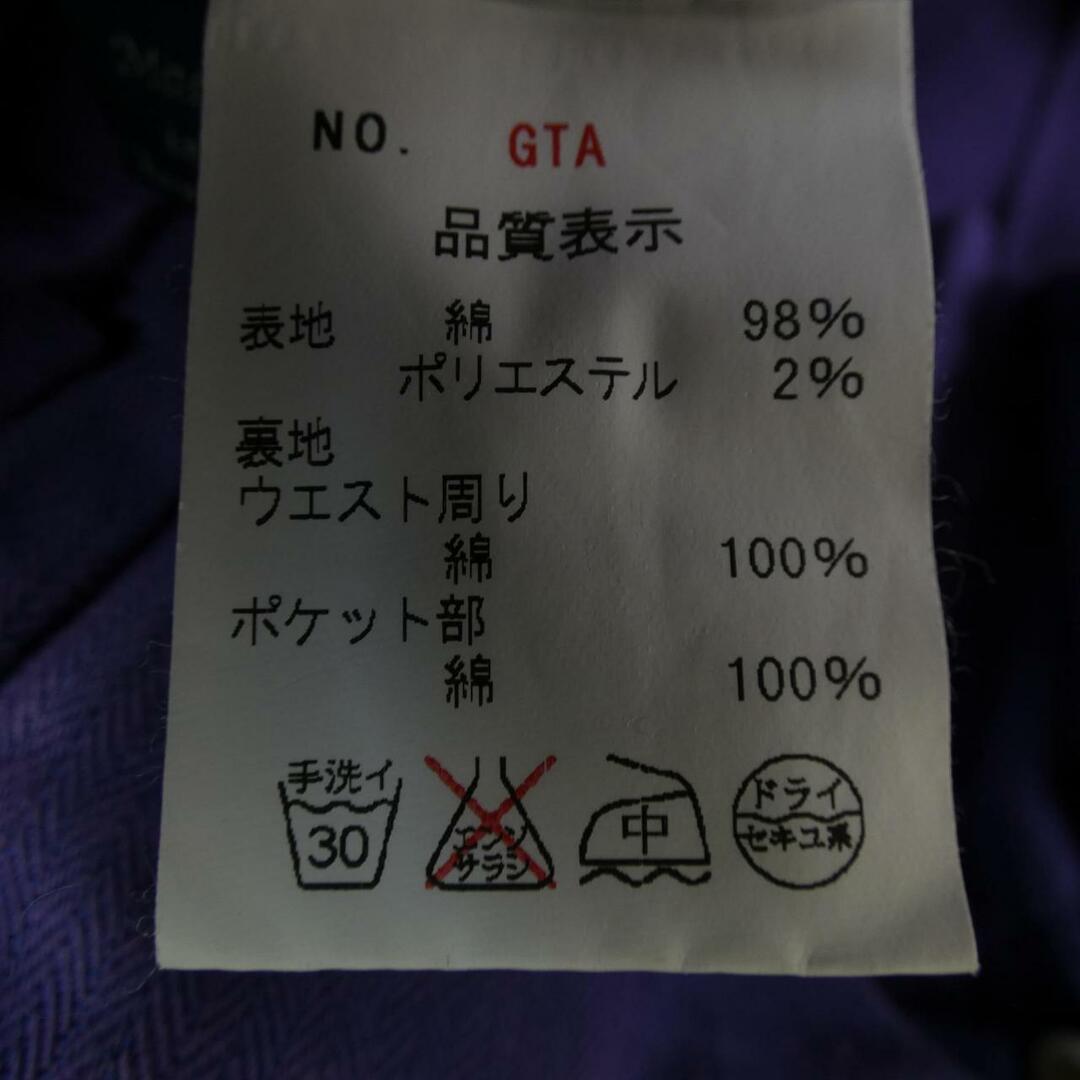 NO. GTA
品質表示
表地 綿 98%
ポリエステル 2%
裏地
ウエスト周り
綿 100%
ポケット部
綿 100%
手洗イ
30
エンソ
サラシ
中
ドライ
セキユ系